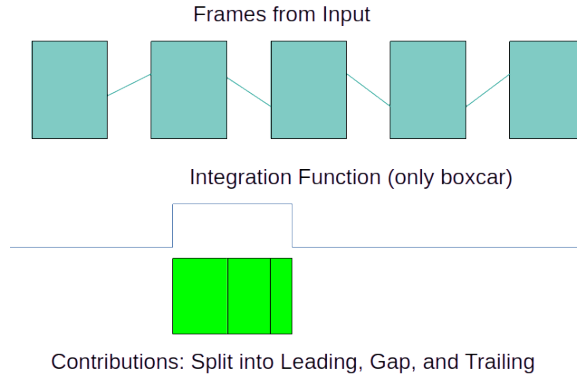 Frames from Input
Integration Function (only boxcar)
Contributions: Split into Leading, Gap, and Trailing